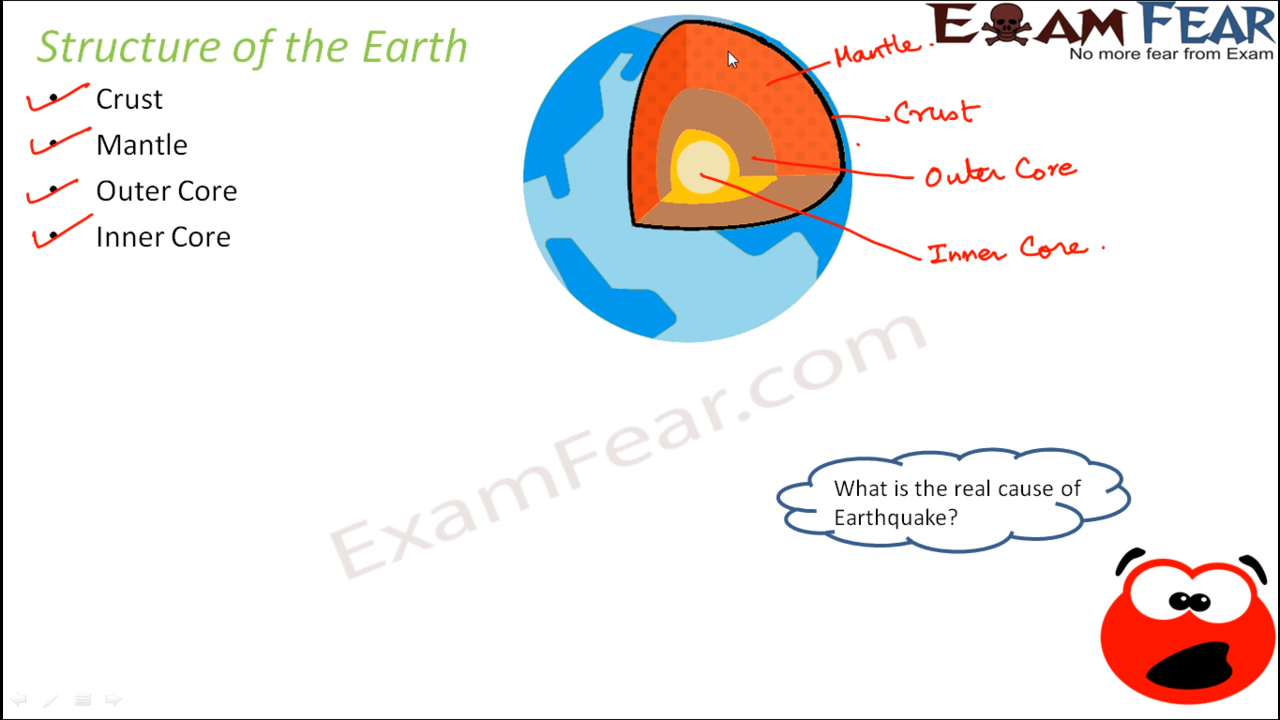 Structure of the Earth
• Crust
• Mantle
• Outer Core
• Inner Core
EXAM FEAR
No more fear from Exam
Mantle.
Crust
Outer Core
Inner Core.
ExamFear.com
What is the real cause of
Earthquake?